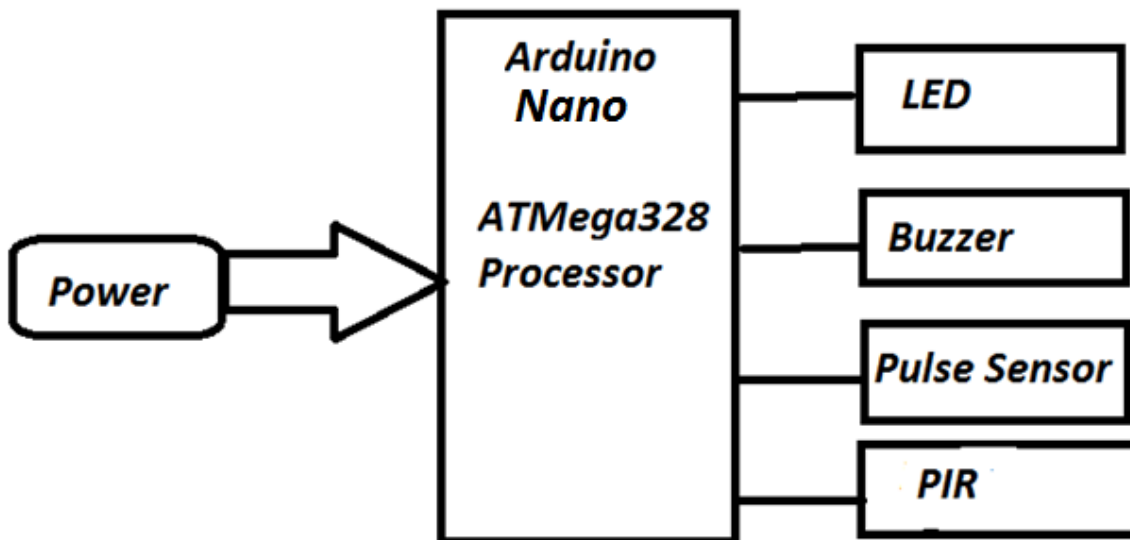 Arduino
Nano
ATMega328
Processor
Power
LED
Buzzer
Pulse Sensor
PIR